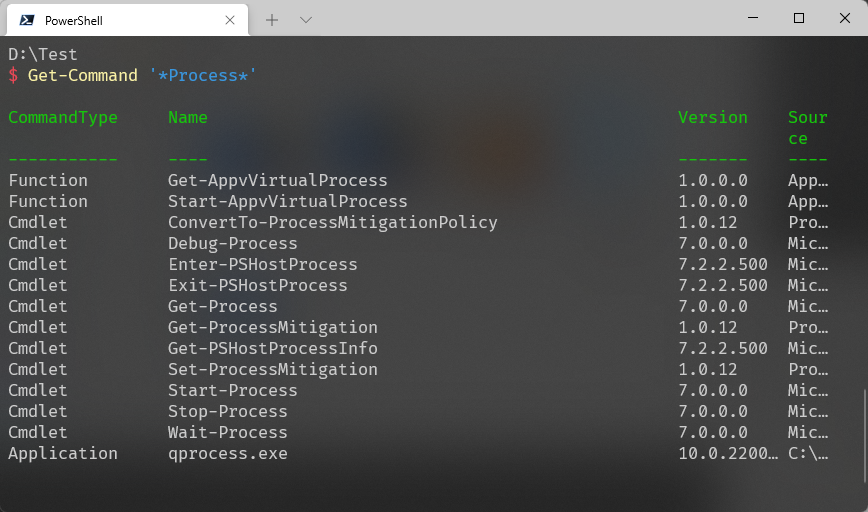 PowerShell
D:\Test
$ Get-Command '*Process*'
CommandType Name Version Sour
ce
----------- ---- ------- ----
Function Get-AppvVirtualProcess 1.0.0.0 App…
Function Start-AppvVirtualProcess 1.0.0.0 App…
Cmdlet ConvertTo-ProcessMitigationPolicy 1.0.12 Pro…
Cmdlet Debug-Process 7.0.0.0 Mic…
Cmdlet Enter-PSHostProcess 7.2.2.500 Mic…
Cmdlet Exit-PSHostProcess 7.2.2.500 Mic…
Cmdlet Get-Process 7.0.0.0 Mic…
Cmdlet Get-ProcessMitigation 1.0.12 Pro…
Cmdlet Get-PSHostProcessInfo 7.2.2.500 Mic…
Cmdlet Set-ProcessMitigation 1.0.12 Pro…
Cmdlet Start-Process 7.0.0.0 Mic…
Cmdlet Stop-Process 7.0.0.0 Mic…
Cmdlet Wait-Process 7.0.0.0 Mic…
Application qprocess.exe 10.0.2200… C:\…